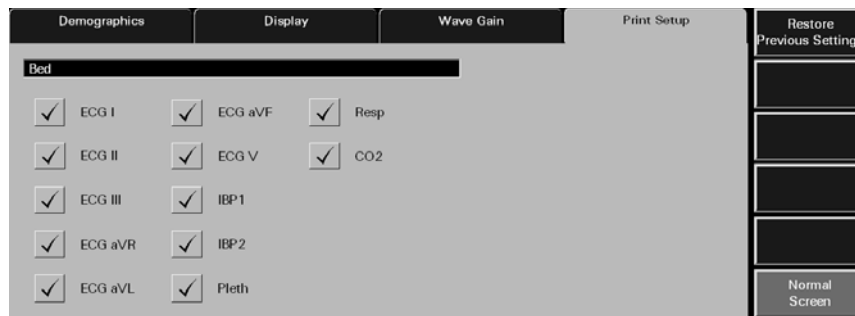 Demographics
Display
Wave Gain
Print Setup
Restore
Previous Setting
Bed
ECG I
ECG aVF
Resp
ECG II
ECG V
CO2
ECG III
IBP1
ECG aVR
IBP2
ECG aVL
Pleth
Normal
Screen